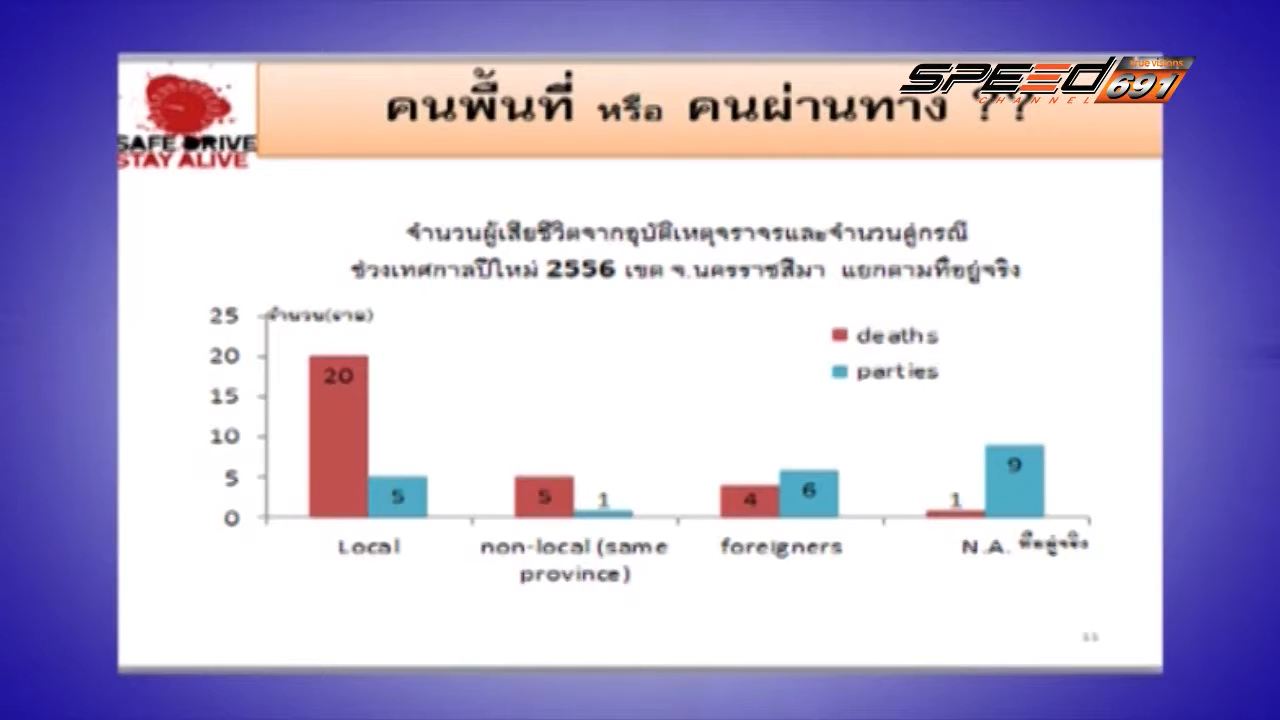 คนพื้นที่ หรือ คนผ่านทาง ??
SPEED
CHANNEL
true visions
691
SAFE DRIVE
STAY ALIVE
จำนวนผู้เสียชีวิตจากอุบัติเหตุจราจรและจำนวนคู่กรณี
ช่วงเทศกาลปีใหม่ 2556 เขต จ.นครราชสีมา แยกตามที่อยู่จริง
จำนวน(ราย)
25
20
15
10
5
0
deaths
parties
20
5
5
1
4
6
1
9
Local
non-local (same
province)
foreigners
N.A. ที่อยู่จริง